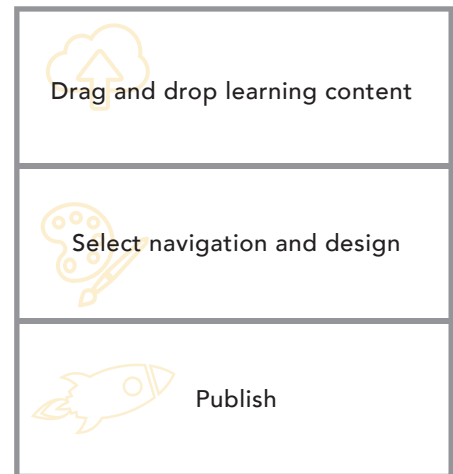 Drag and drop learning content
Select navigation and design
Publish